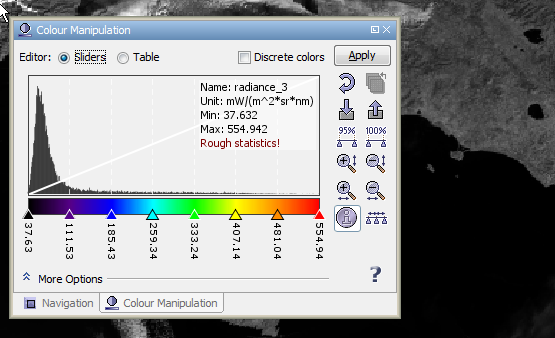 Colour Manipulation
Editor: Sliders Table Discrete colors Apply
Name: radiance_3
Unit: mW/(m^2*sr*nm)
Min: 37.632
Max: 554.942
Rough statistics!
95% 100%
37.63 111.53 185.43 259.34 333.24 407.14 481.04 554.94
More Options
?
Navigation Colour Manipulation